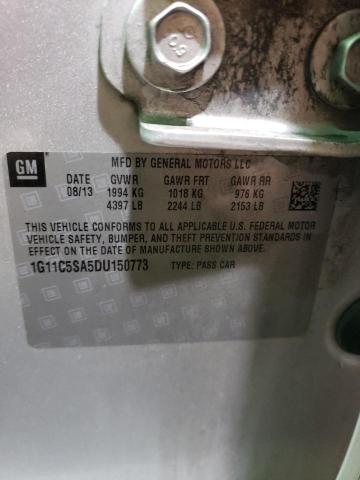 GM
MFD BY GENERAL MOTORS LLC
DATE GVWR GAWR FRT GAWR RR
08/13 1994 KG 1018 KG 976 KG
4397 LB 2244 LB 2153 LB
THIS VEHICLE CONFORMS TO ALL APPLICABLE U.S. FEDERAL MOTOR
VEHICLE SAFETY, BUMPER, AND THEFT PREVENTION STANDARDS IN
EFFECT ON THE DATE OF MANUFACTURE SHOWN ABOVE.
1G11C5SA5DU150773 TYPE: PASS CAR